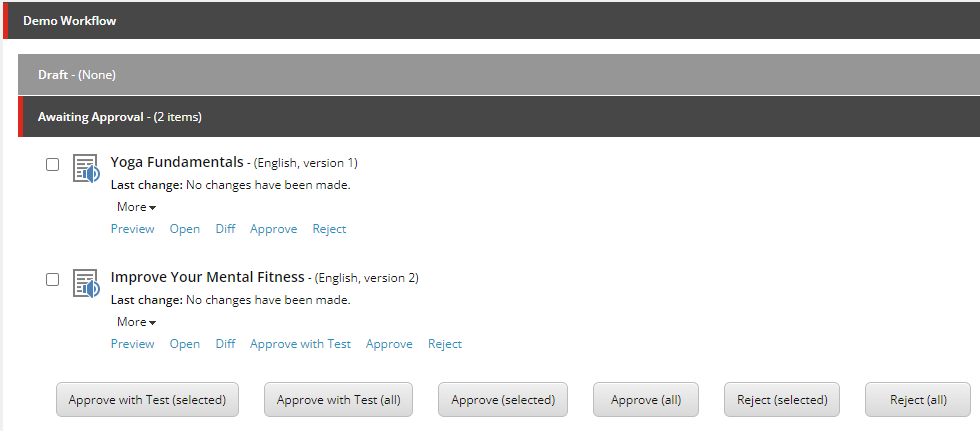 Demo Workflow
Draft - (None)
Awaiting Approval - (2 items)
Yoga Fundamentals - (English, version 1)
Last change: No changes have been made.
More
Preview Open Diff Approve Reject
Improve Your Mental Fitness - (English, version 2)
Last change: No changes have been made.
More
Preview Open Diff Approve with Test Approve Reject
Approve with Test (selected) Approve with Test (all) Approve (selected) Approve (all) Reject (selected) Reject (all)